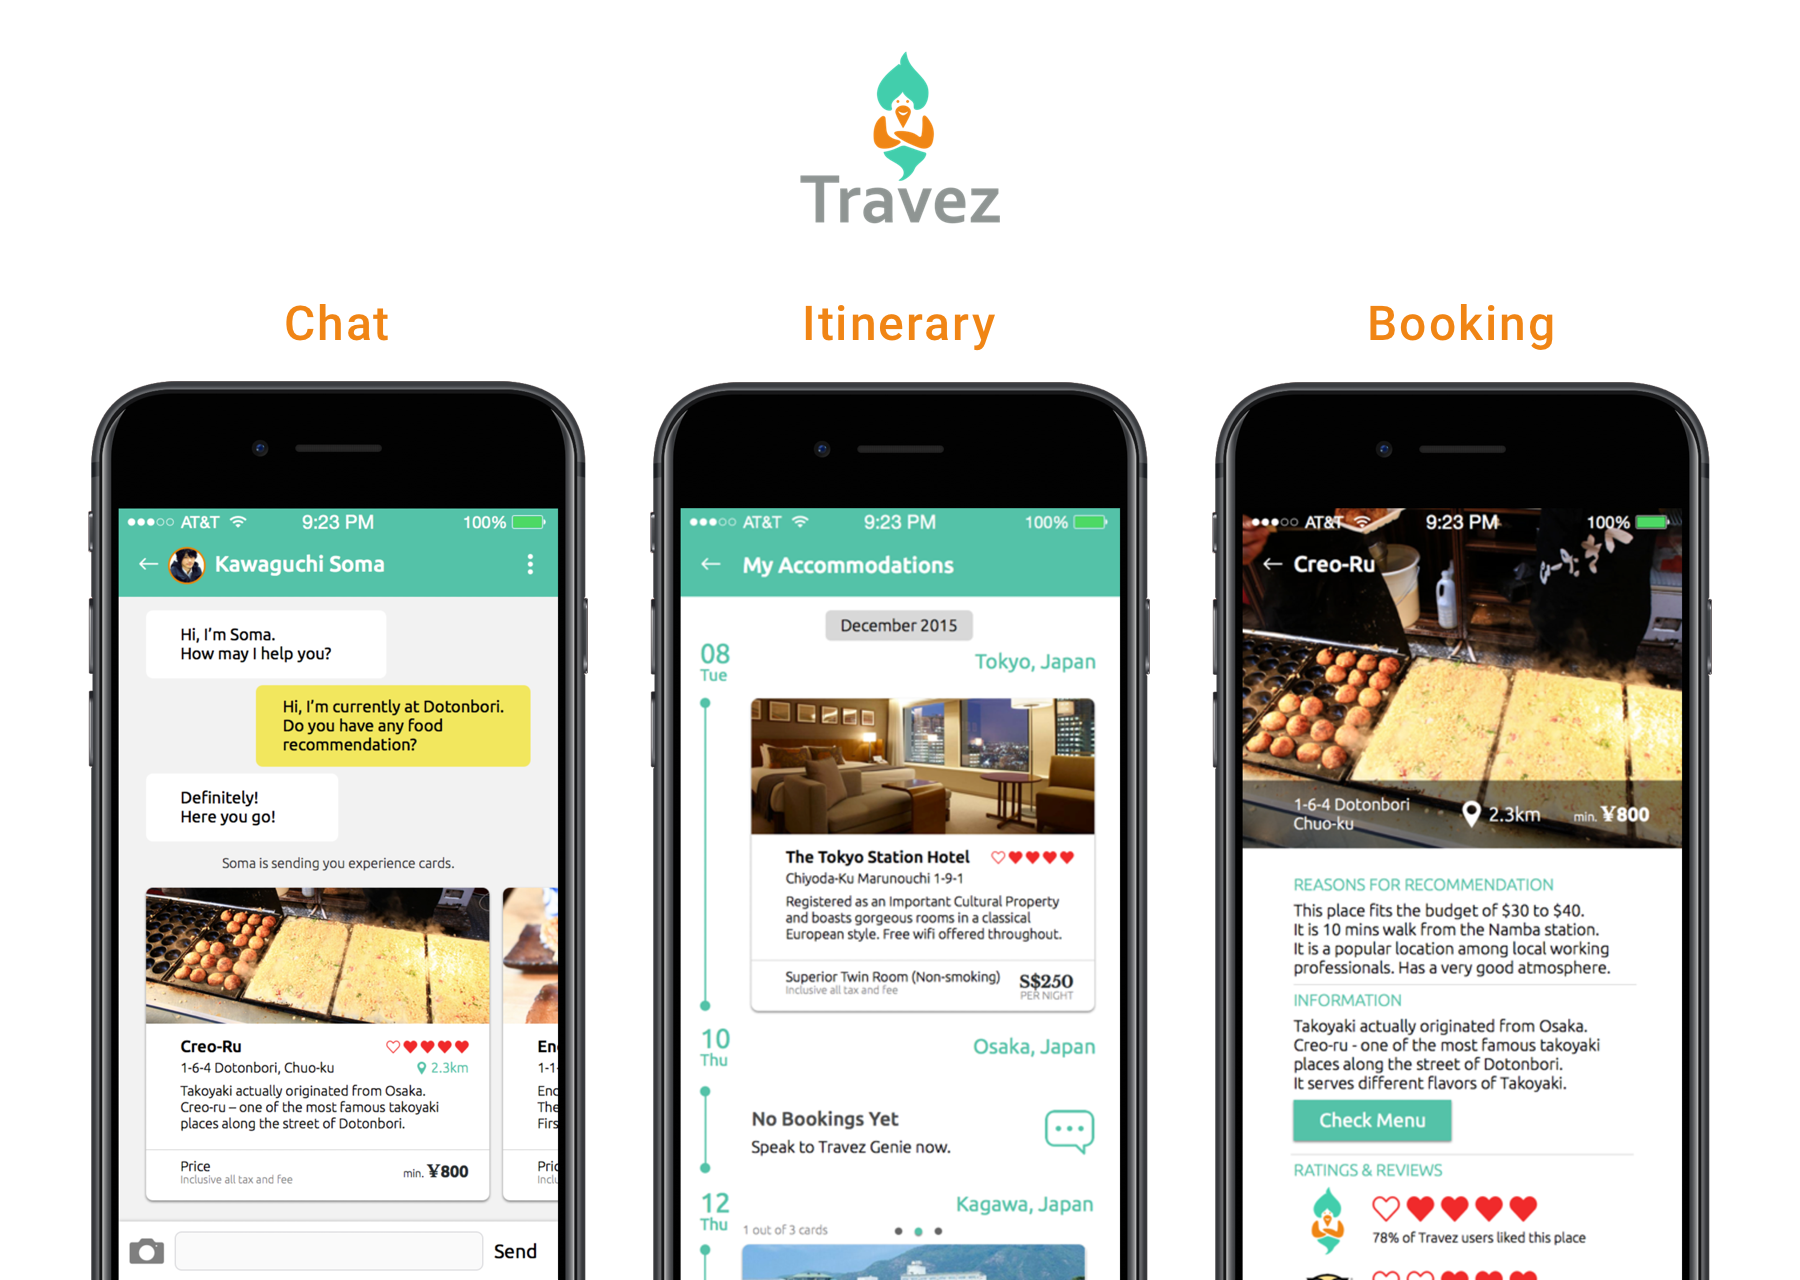 Travez
Chat
Itinerary
Booking
AT&T
9:23 PM
100%
Kawaguchi Soma
Hi, I'm Soma.
How may I help you?
Hi, I'm currently at Dotonbori.
Do you have any food
recommendation?
Definitely!
Here you go!
Soma is sending you experience cards.
Creo-Ru
1-6-4 Dotonbori, Chuo-ku
2.3km
Takoyaki actually originated from Osaka.
Creo-ru – one of the most famous takoyaki
places along the street of Dotonbori.
Price
Inclusive all tax and fee
min. ¥800
Send
AT&T
9:23 PM
100%
My Accommodations
December 2015
08
Tue
Tokyo, Japan
The Tokyo Station Hotel
Chiyoda-Ku Marunouchi 1-9-1
Registered as an Important Cultural Property
and boasts gorgeous rooms in a classical
European style. Free wifi offered throughout.
Superior Twin Room (Non-smoking)
Inclusive all tax and fee
S$250
PER NIGHT
10
Thu
Osaka, Japan
No Bookings Yet
Speak to Travez Genie now.
12
Thu
Kagawa, Japan
1 out of 3 cards
AT&T
9:23 PM
100%
Creo-Ru
1-6-4 Dotonbori
Chuo-ku
2.3km
min. ¥800
REASONS FOR RECOMMENDATION
This place fits the budget of $30 to $40.
It is 10 mins walk from the Namba station.
It is a popular location among local working
professionals. Has a very good atmosphere.
INFORMATION
Takoyaki actually originated from Osaka.
Creo-ru - one of the most famous takoyaki
places along the street of Dotonbori.
It serves different flavors of Takoyaki.
Check Menu
RATINGS & REVIEWS
78% of Travez users liked this place